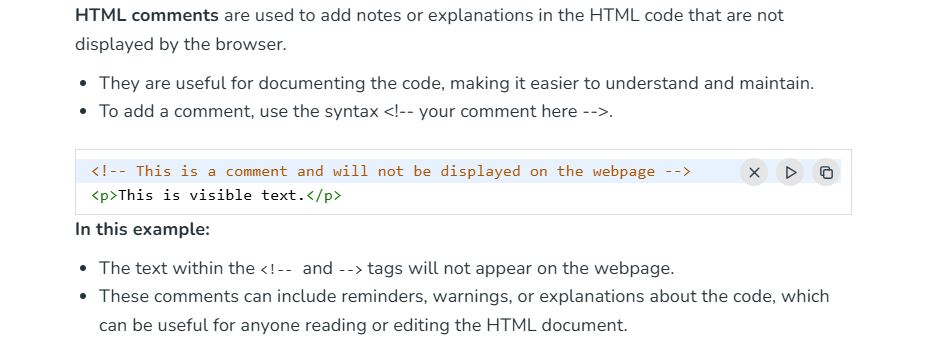 HTML comments are used to add notes or explanations in the HTML code that are not
displayed by the browser.
They are useful for documenting the code, making it easier to understand and maintain.
To add a comment, use the syntax <!-- your comment here -->.
<!-- This is a comment and will not be displayed on the webpage -->
<p>This is visible text.</p>
In this example:
The text within the <!-- and --> tags will not appear on the webpage.
These comments can include reminders, warnings, or explanations about the code, which
can be useful for anyone reading or editing the HTML document.